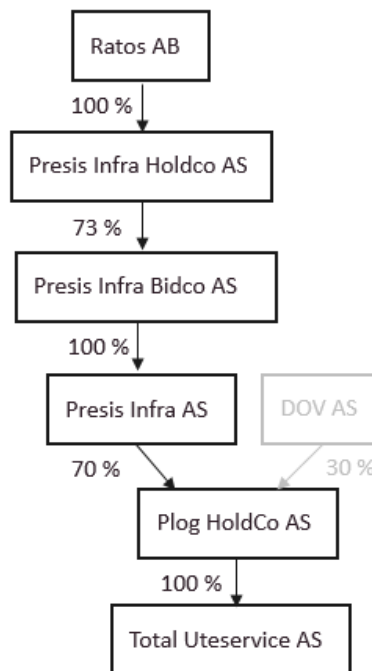 Ratos AB
100 %
Presis Infra Holdco AS
73 %
Presis Infra Bidco AS
100 %
Presis Infra AS
DOV AS
70 %
30 %
Plog HoldCo AS
100 %
Total Uteservice AS